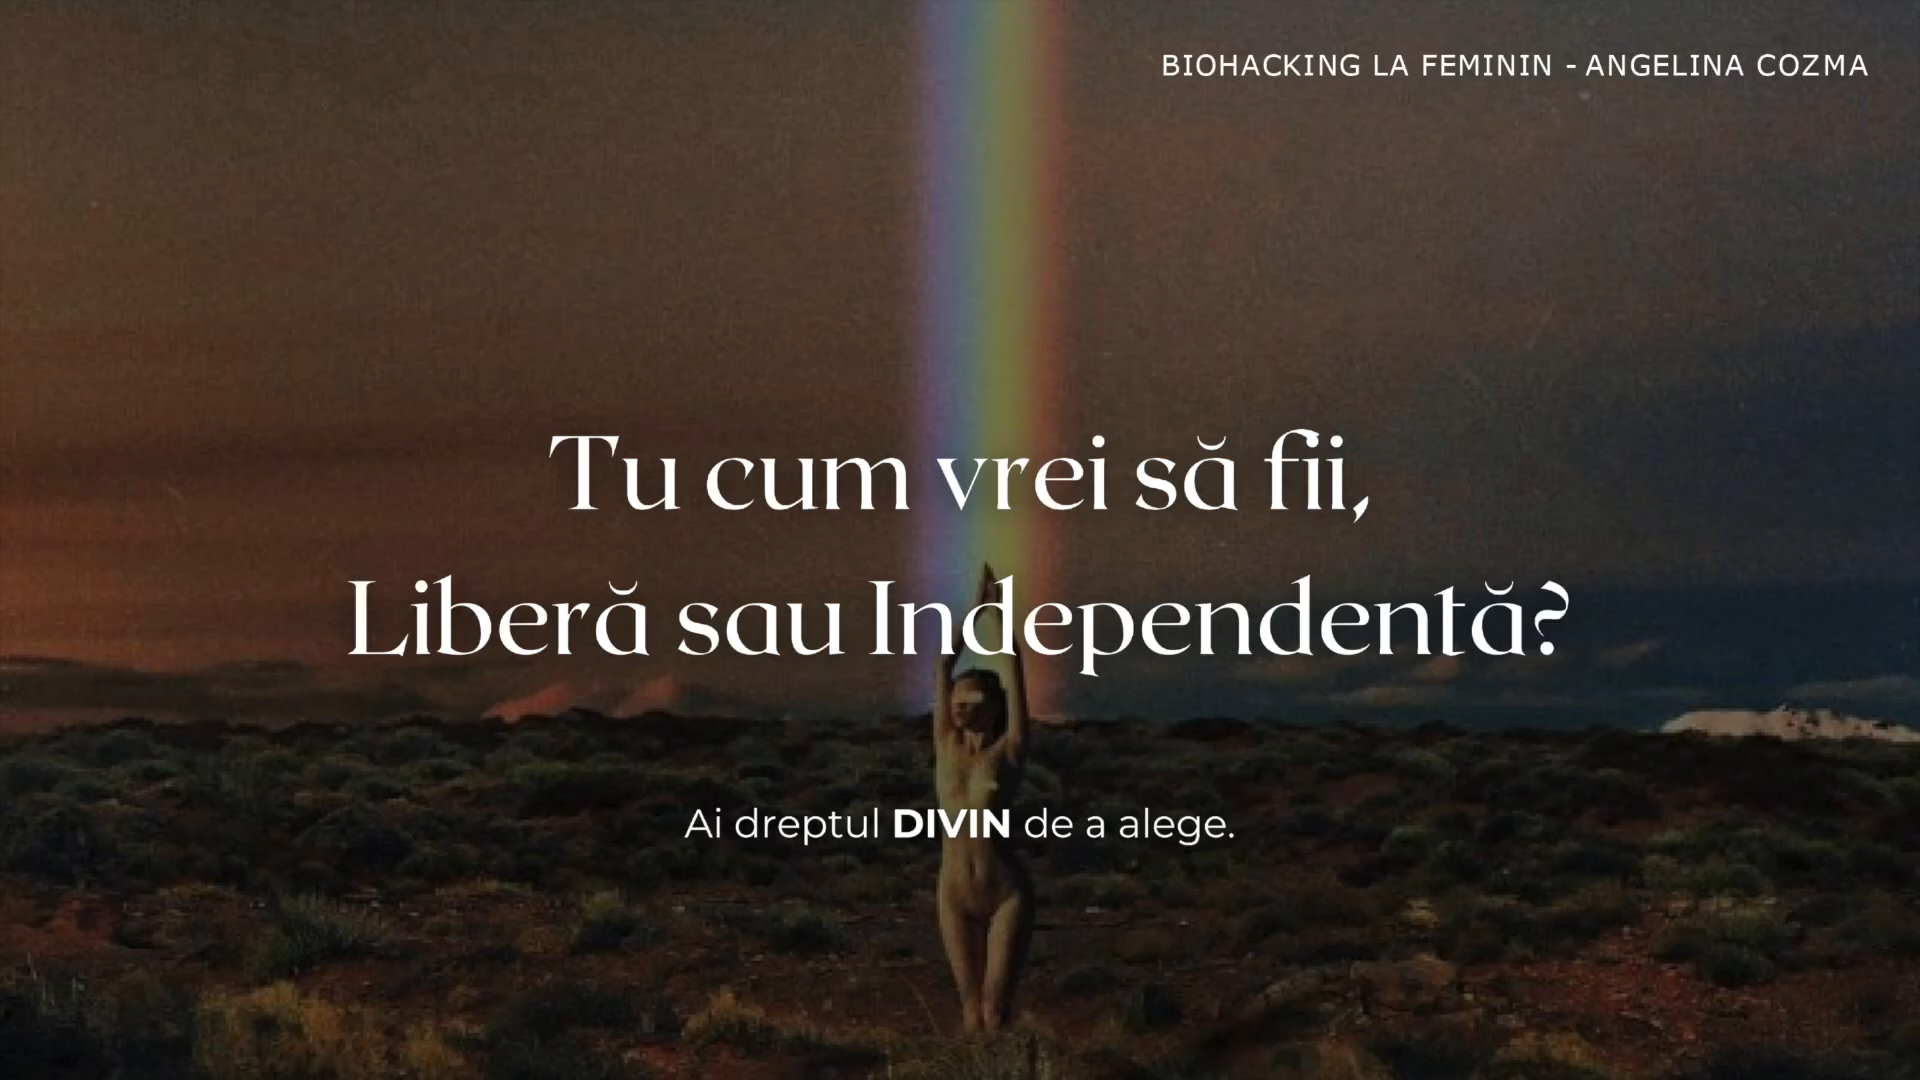 BIOHACKING LA FEMININ - ANGELINA COZMA
Tu cum vrei să fii,
Liberă sau Independentă?
Ai dreptul DIVIN de a alege.